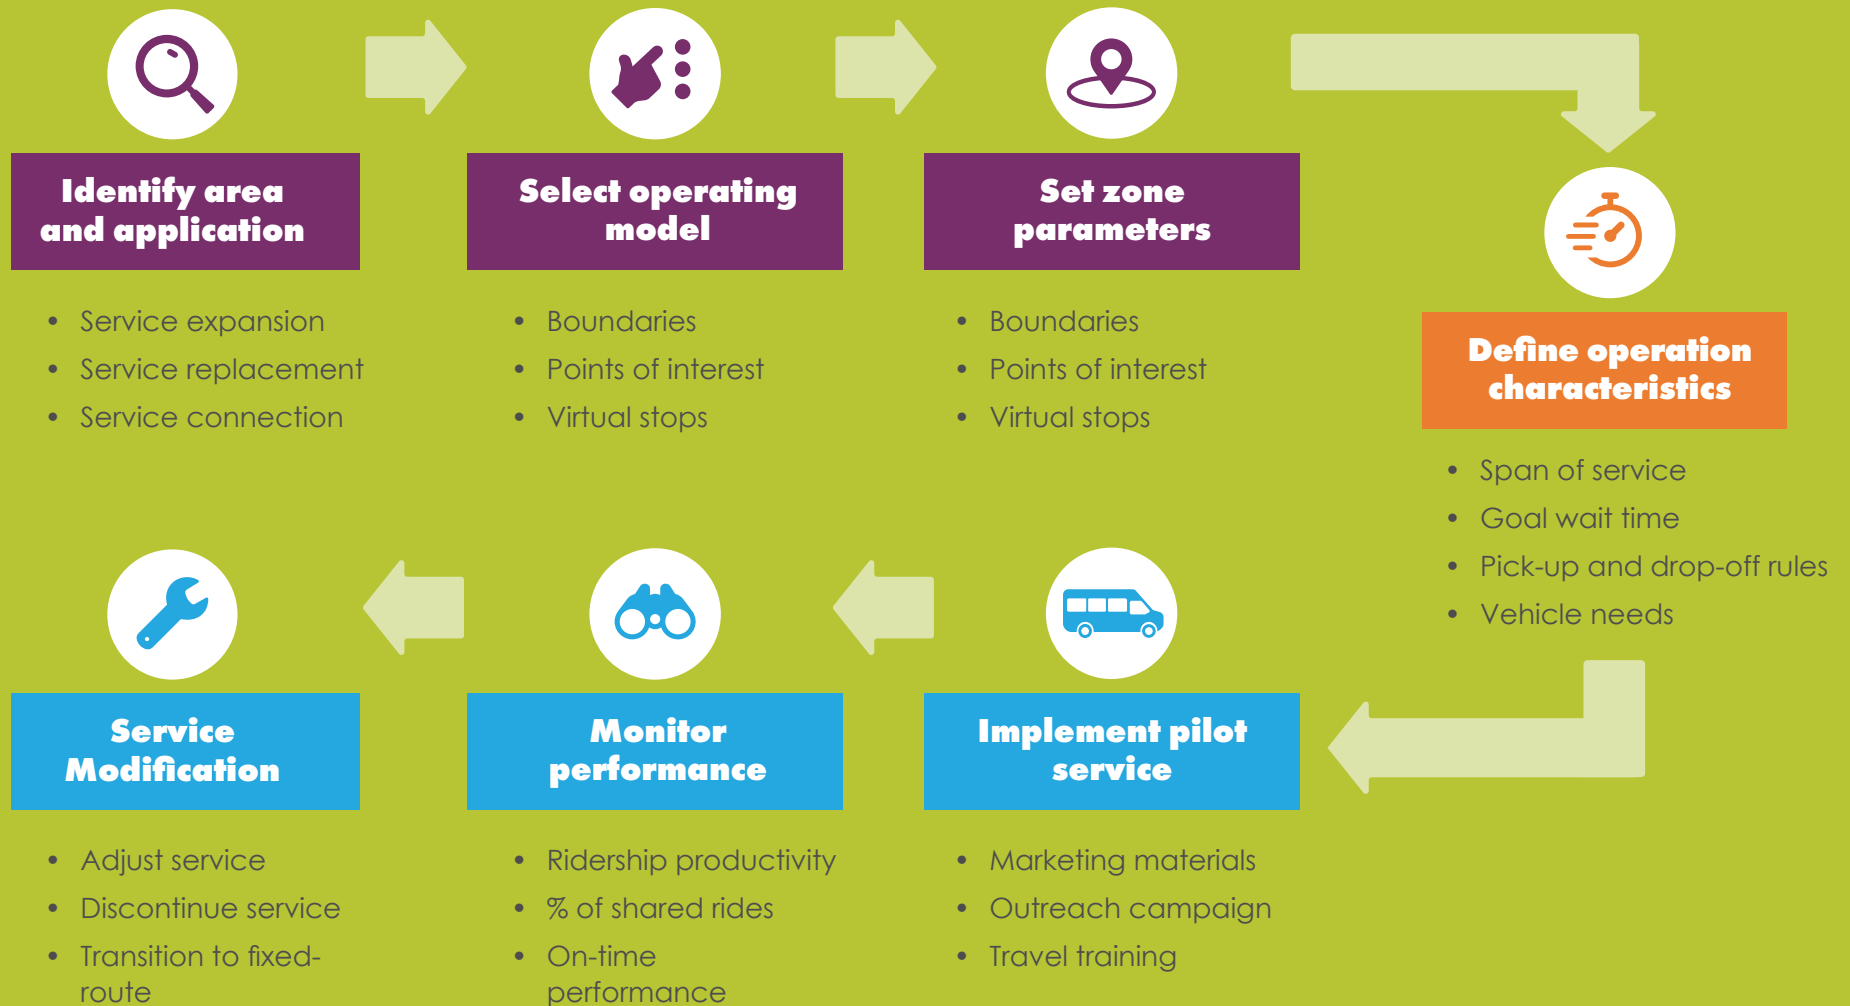 Identify area
and application
• Service expansion
• Service replacement
• Service connection
Select operating
model
• Boundaries
• Points of interest
• Virtual stops
Set zone
parameters
• Boundaries
• Points of interest
• Virtual stops
Define operation
characteristics
• Span of service
• Goal wait time
• Pick-up and drop-off rules
• Vehicle needs
Implement pilot
service
• Marketing materials
• Outreach campaign
• Travel training
Monitor
performance
• Ridership productivity
• % of shared rides
• On-time
performance
Service
Modification
• Adjust service
• Discontinue service
• Transition to fixed-
route